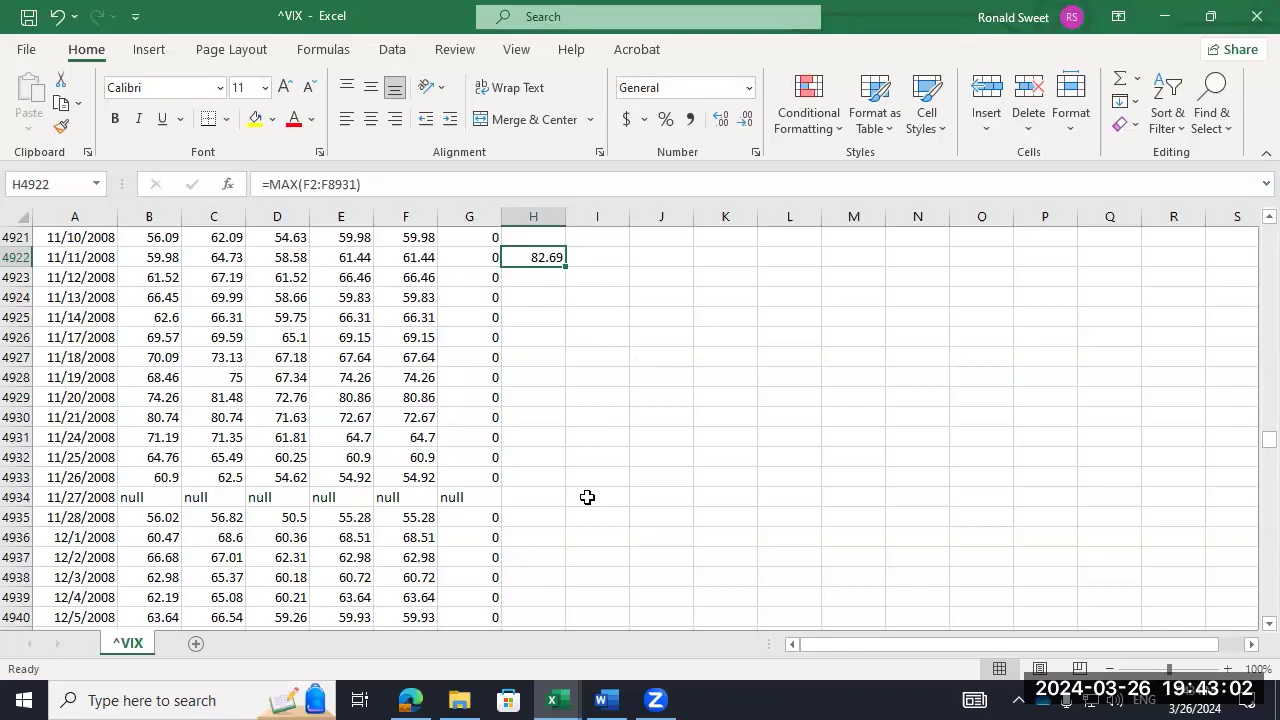 ^VIX - Excel
Search
Ronald Sweet
RS
File Home Insert Page Layout Formulas Data Review View Help Acrobat
Share
Paste
Clipboard
Calibri 11
B I U
Font
Wrap Text
Merge & Center
Alignment
General
$ % 9
Number
Conditional Formatting
Format as Table
Cell Styles
Styles
Insert Delete Format
Cells
Sort & Filter
Find & Select
Editing
H4922 fx =MAX(F2:F8931)
A B C D E F G H I J K L M N O P Q R S
4921 11/10/2008 56.09 62.09 54.63 59.98 59.98 0
4922 11/11/2008 59.98 64.73 58.58 61.44 61.44 0 82.69
4923 11/12/2008 61.52 67.19 61.52 66.46 66.46 0
4924 11/13/2008 66.45 69.99 58.66 59.83 59.83 0
4925 11/14/2008 62.6 66.31 59.75 66.31 66.31 0
4926 11/17/2008 69.57 69.59 65.1 69.15 69.15 0
4927 11/18/2008 70.09 73.13 67.18 67.64 67.64 0
4928 11/19/2008 68.46 75 67.34 74.26 74.26 0
4929 11/20/2008 74.26 81.48 72.76 80.86 80.86 0
4930 11/21/2008 80.74 80.74 71.63 72.67 72.67 0
4931 11/24/2008 71.19 71.35 61.81 64.7 64.7 0
4932 11/25/2008 64.76 65.49 60.25 60.9 60.9 0
4933 11/26/2008 60.9 62.5 54.62 54.92 54.92 0
4934 11/27/2008 null null null null null null
4935 11/28/2008 56.02 56.82 50.5 55.28 55.28 0
4936 12/1/2008 60.47 68.6 60.36 68.51 68.51 0
4937 12/2/2008 66.68 67.01 62.31 62.98 62.98 0
4938 12/3/2008 62.98 65.37 60.18 60.72 60.72 0
4939 12/4/2008 62.19 65.08 60.21 63.64 63.64 0
4940 12/5/2008 63.64 66.54 59.26 59.93 59.93 0
^VIX
Ready
100%
Type here to search
2024-03-26 19:43:02
ENG
3/26/2024